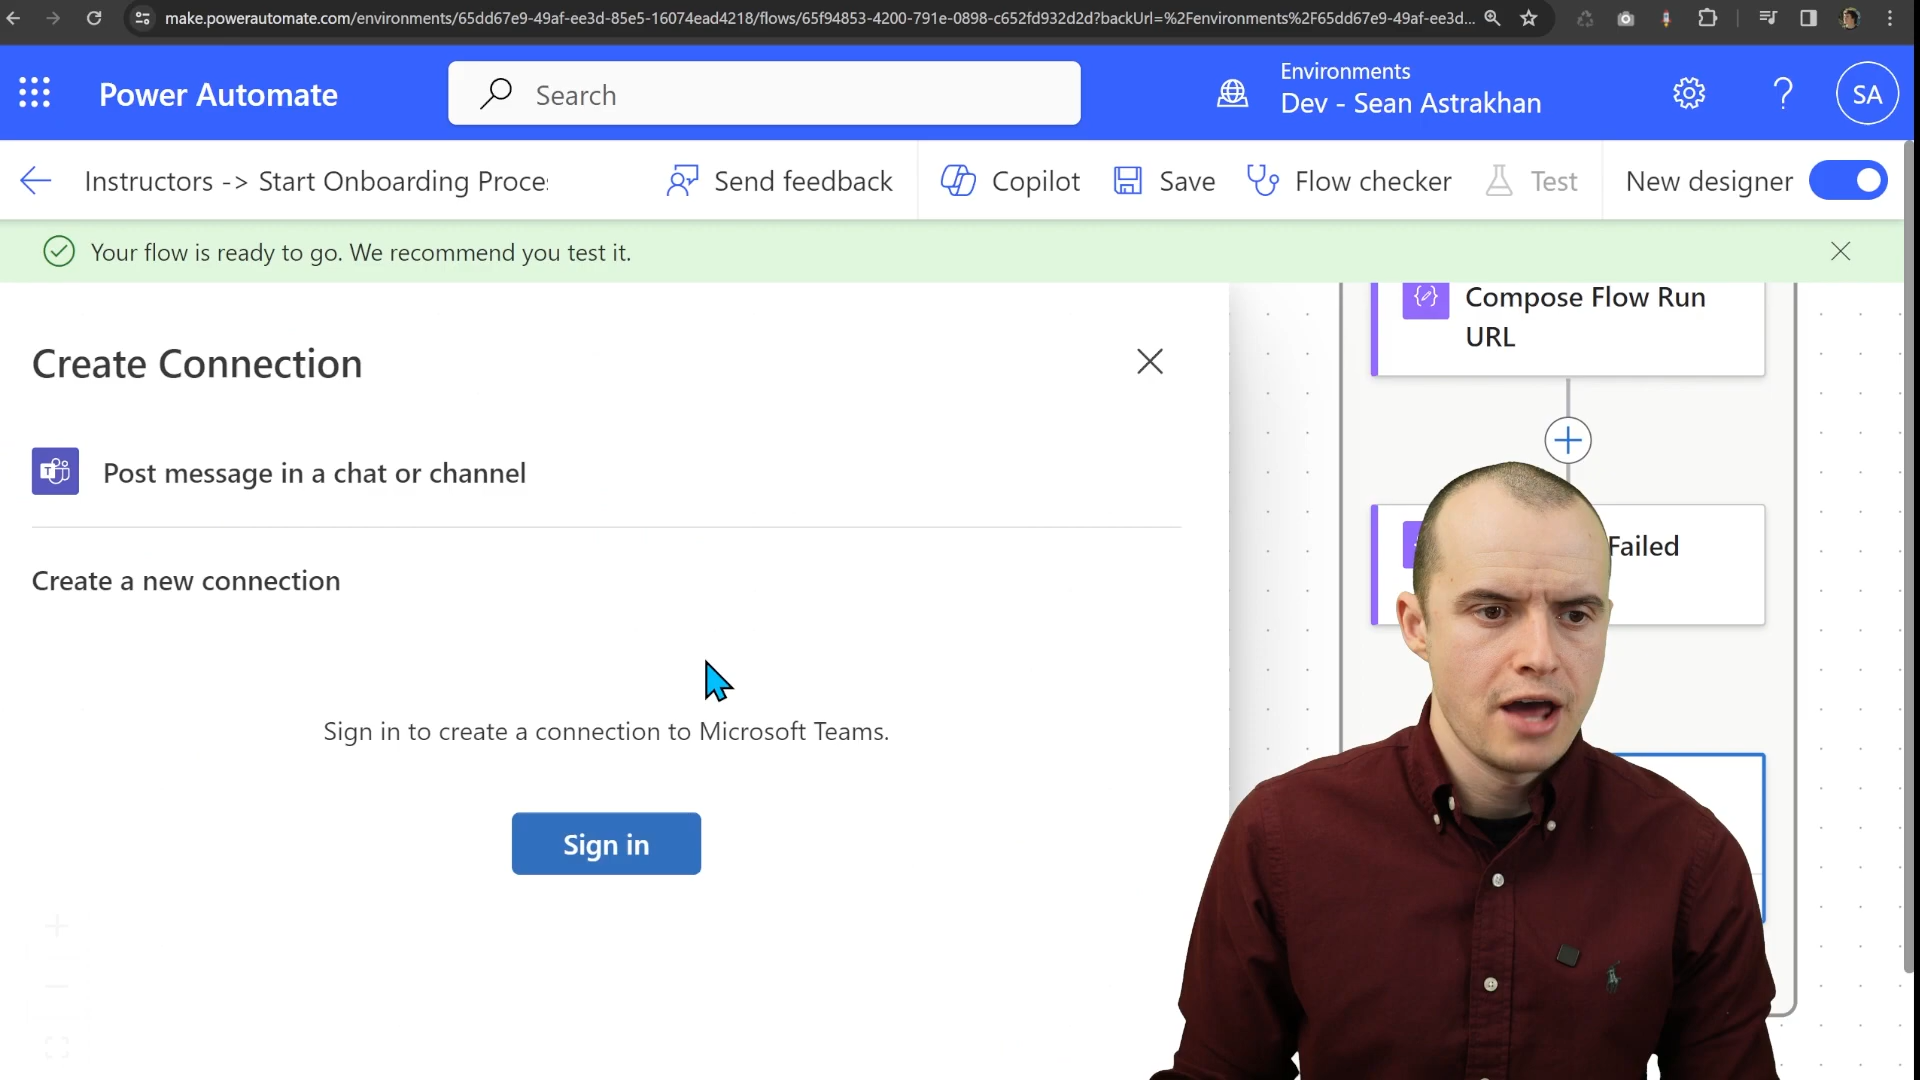 make.powerautomate.com/environments/65dd67e9-49af-ee3d-85e5-16074ead4218/flows/65f94853-4200-791e-0898-c652fd932d2d?backUrl=%2Fenvironments%2F65dd67e9-49af-ee3d...
Power Automate
Search
Environments
Dev - Sean Astrakhan
?
SA
Instructors -> Start Onboarding Proces
Send feedback
Copilot
Save
Flow checker
Test
New designer
Your flow is ready to go. We recommend you test it.
Compose Flow Run
URL
Create Connection
Post message in a chat or channel
Failed
Create a new connection
Sign in to create a connection to Microsoft Teams.
Sign in